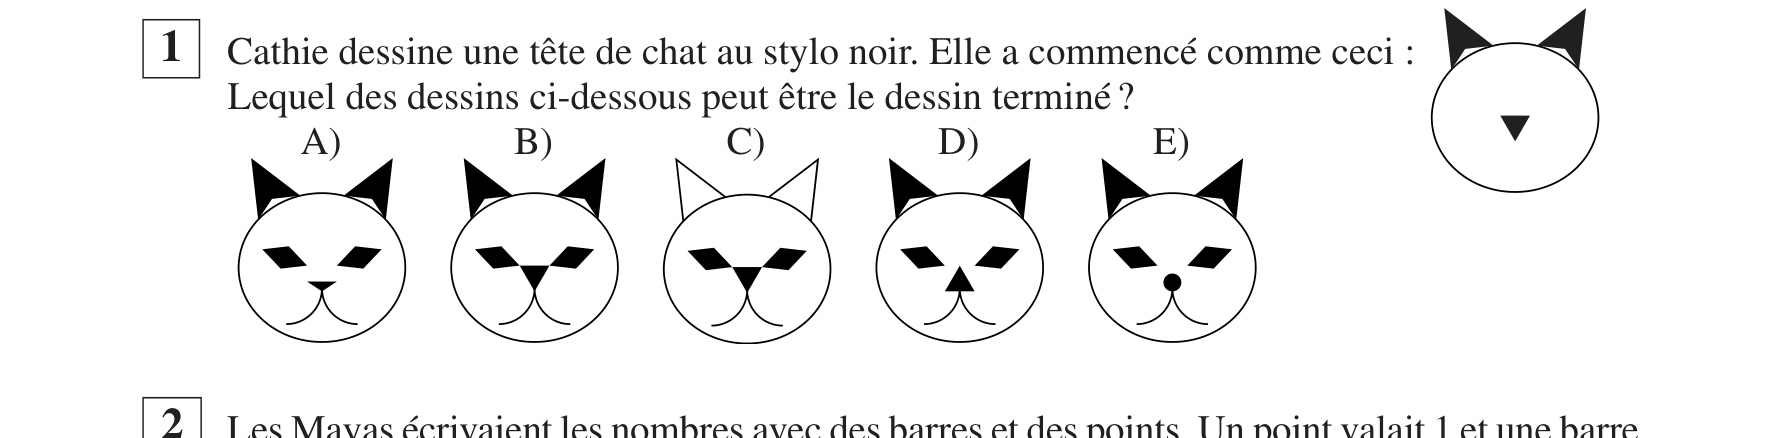 1 Cathie dessine une tête de chat au stylo noir. Elle a commencé comme ceci :
Lequel des dessins ci-dessous peut être le dessin terminé ?
A) B) C) D) E)
2 Les Mayas écrivaient les nombres avec des barres et des points. Un point valait 1 et une barre